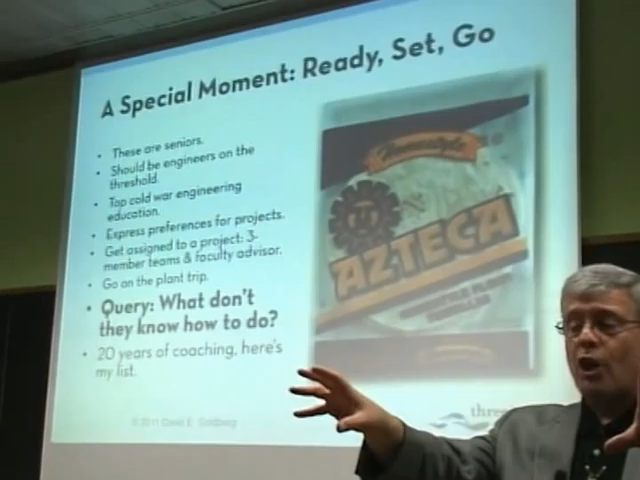 A Special Moment: Ready, Set, Go
• These are seniors.
• Should be engineers on the
threshold.
• Top cold war engineering
education.
• Express preferences for projects.
• Get assigned to a project: 3-
member teams & faculty advisor.
• Go on the plant trip.
• Query: What don't
they know how to do?
• 20 years of coaching, here's
my list.
Homestyle
AZTECA
© 2011 David E. Goldberg